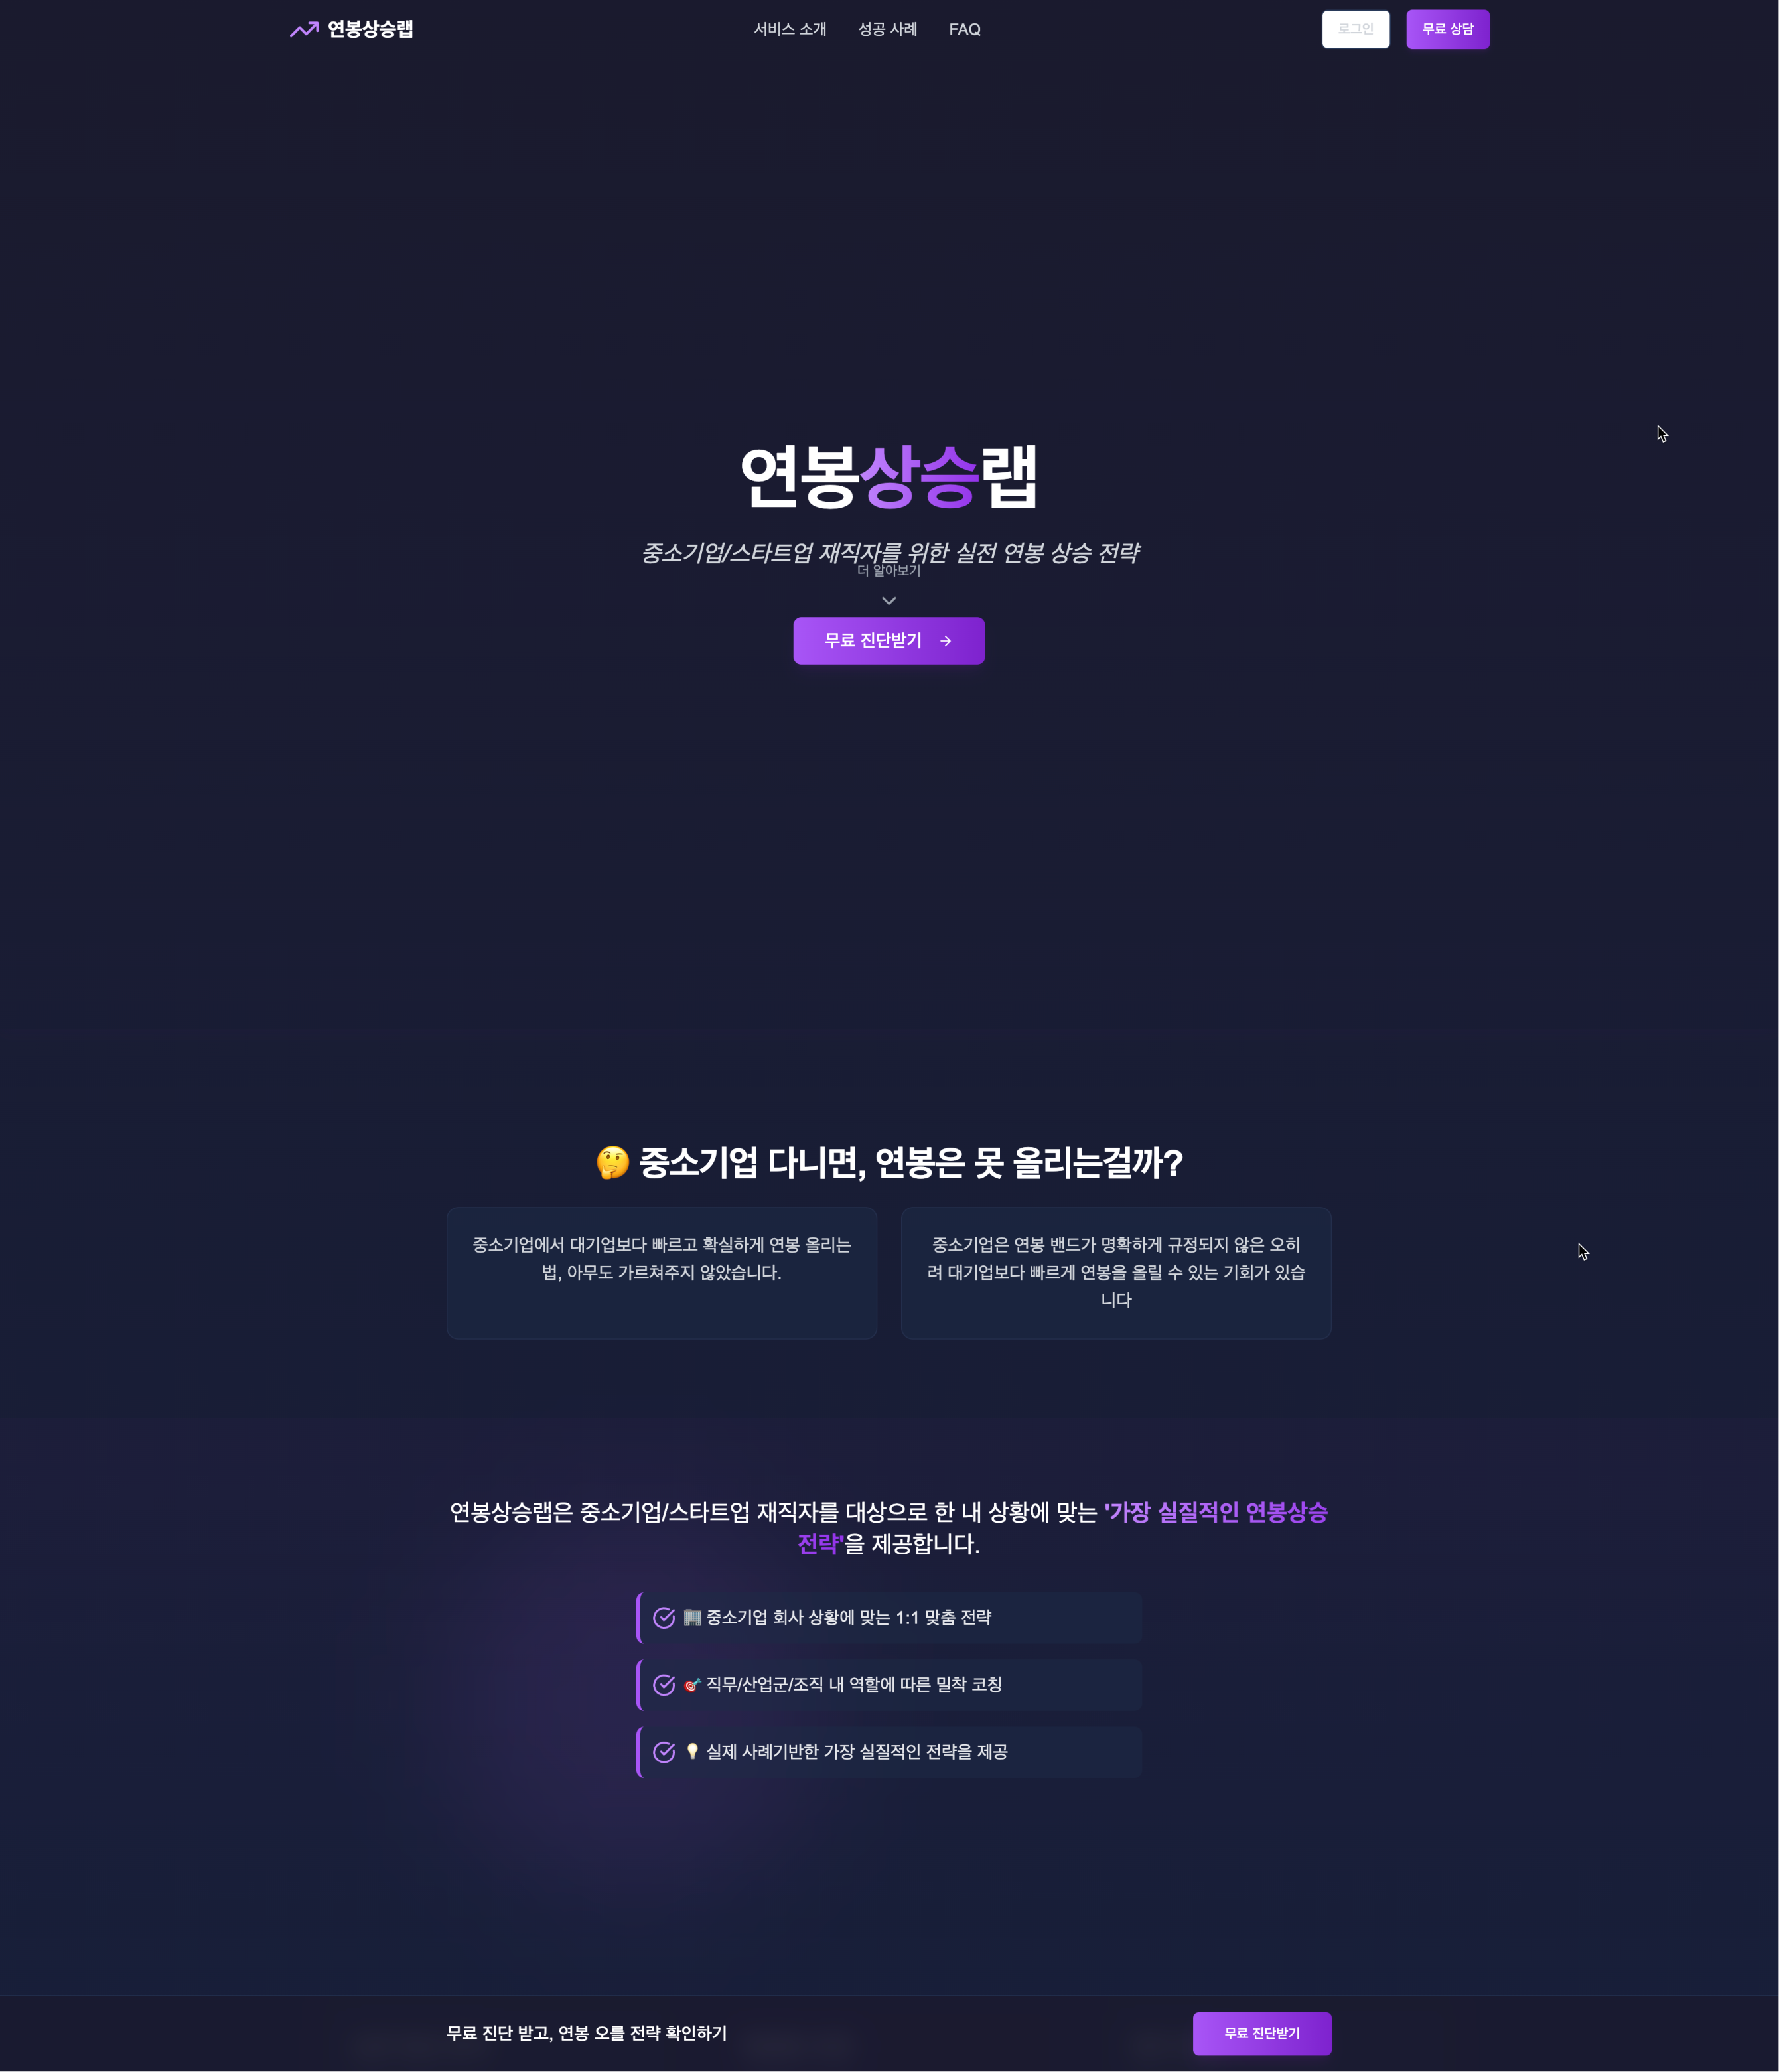 연봉상승랩
서비스 소개
성공 사례
FAQ
로그인
무료 상담
연봉상승랩
중소기업/스타트업 재직자를 위한 실전 연봉 상승 전략
더 알아보기
무료 진단받기
중소기업 다니면, 연봉은 못 올리는걸까?
중소기업에서 대기업보다 빠르고 확실하게 연봉 올리는
법, 아무도 가르쳐주지 않았습니다.
중소기업은 연봉 밴드가 명확하게 규정되지 않은 오히
려 대기업보다 빠르게 연봉을 올릴 수 있는 기회가 있습
니다
연봉상승랩은 중소기업/스타트업 재직자를 대상으로 한 내 상황에 맞는 '가장 실질적인 연봉상승
전략'을 제공합니다.
중소기업 회사 상황에 맞는 1:1 맞춤 전략
직무/산업군/조직 내 역할에 따른 밀착 코칭
실제 사례기반한 가장 실질적인 전략을 제공
무료 진단 받고, 연봉 오를 전략 확인하기
무료 진단받기